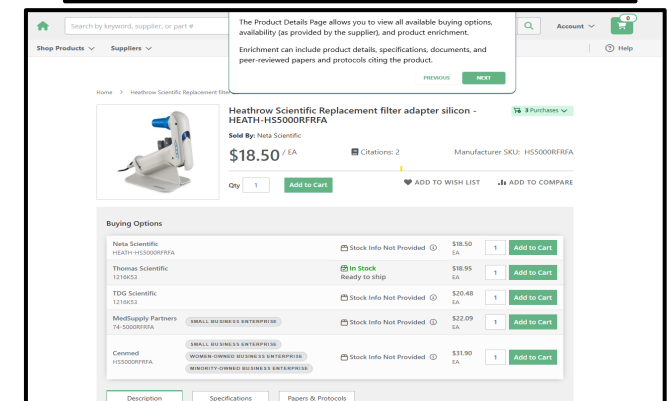 Search by keyword, supplier, or part #
The Product Details Page allows you to view all available buying options,
availability (as provided by the supplier), and product enrichment.
Enrichment can include product details, specifications, documents, and
peer-reviewed papers and protocols citing the product.
PREVIOUS NEXT
Account 0
Shop Products Suppliers Help
Home > Heathrow Scientific Replacement filter
Heathrow Scientific Replacement filter adapter silicon -
HEATH-HS5000RFRFA
3 Purchases
Sold By: Neta Scientific
$18.50 / EA Citations: 2 Manufacturer SKU: HS5000RFRFA
Qty 1 Add to Cart ADD TO WISH LIST ADD TO COMPARE
Buying Options
Neta Scientific
HEATH-HS5000RFRFA
Stock Info Not Provided
$18.50
EA
1 Add to Cart
Thomas Scientific
1216K53
In Stock
Ready to ship
$18.95
EA
1 Add to Cart
TDG Scientific
1216K53
Stock Info Not Provided
$20.48
EA
1 Add to Cart
MedSupply Partners
74-5000RFRFA
SMALL BUSINESS ENTERPRISE
Stock Info Not Provided
$22.09
EA
1 Add to Cart
Cenmed
HS5000RFRFA
SMALL BUSINESS ENTERPRISE
WOMEN-OWNED BUSINESS ENTERPRISE
MINORITY-OWNED BUSINESS ENTERPRISE
Stock Info Not Provided
$31.90
EA
1 Add to Cart
Description Specifications Papers & Protocols